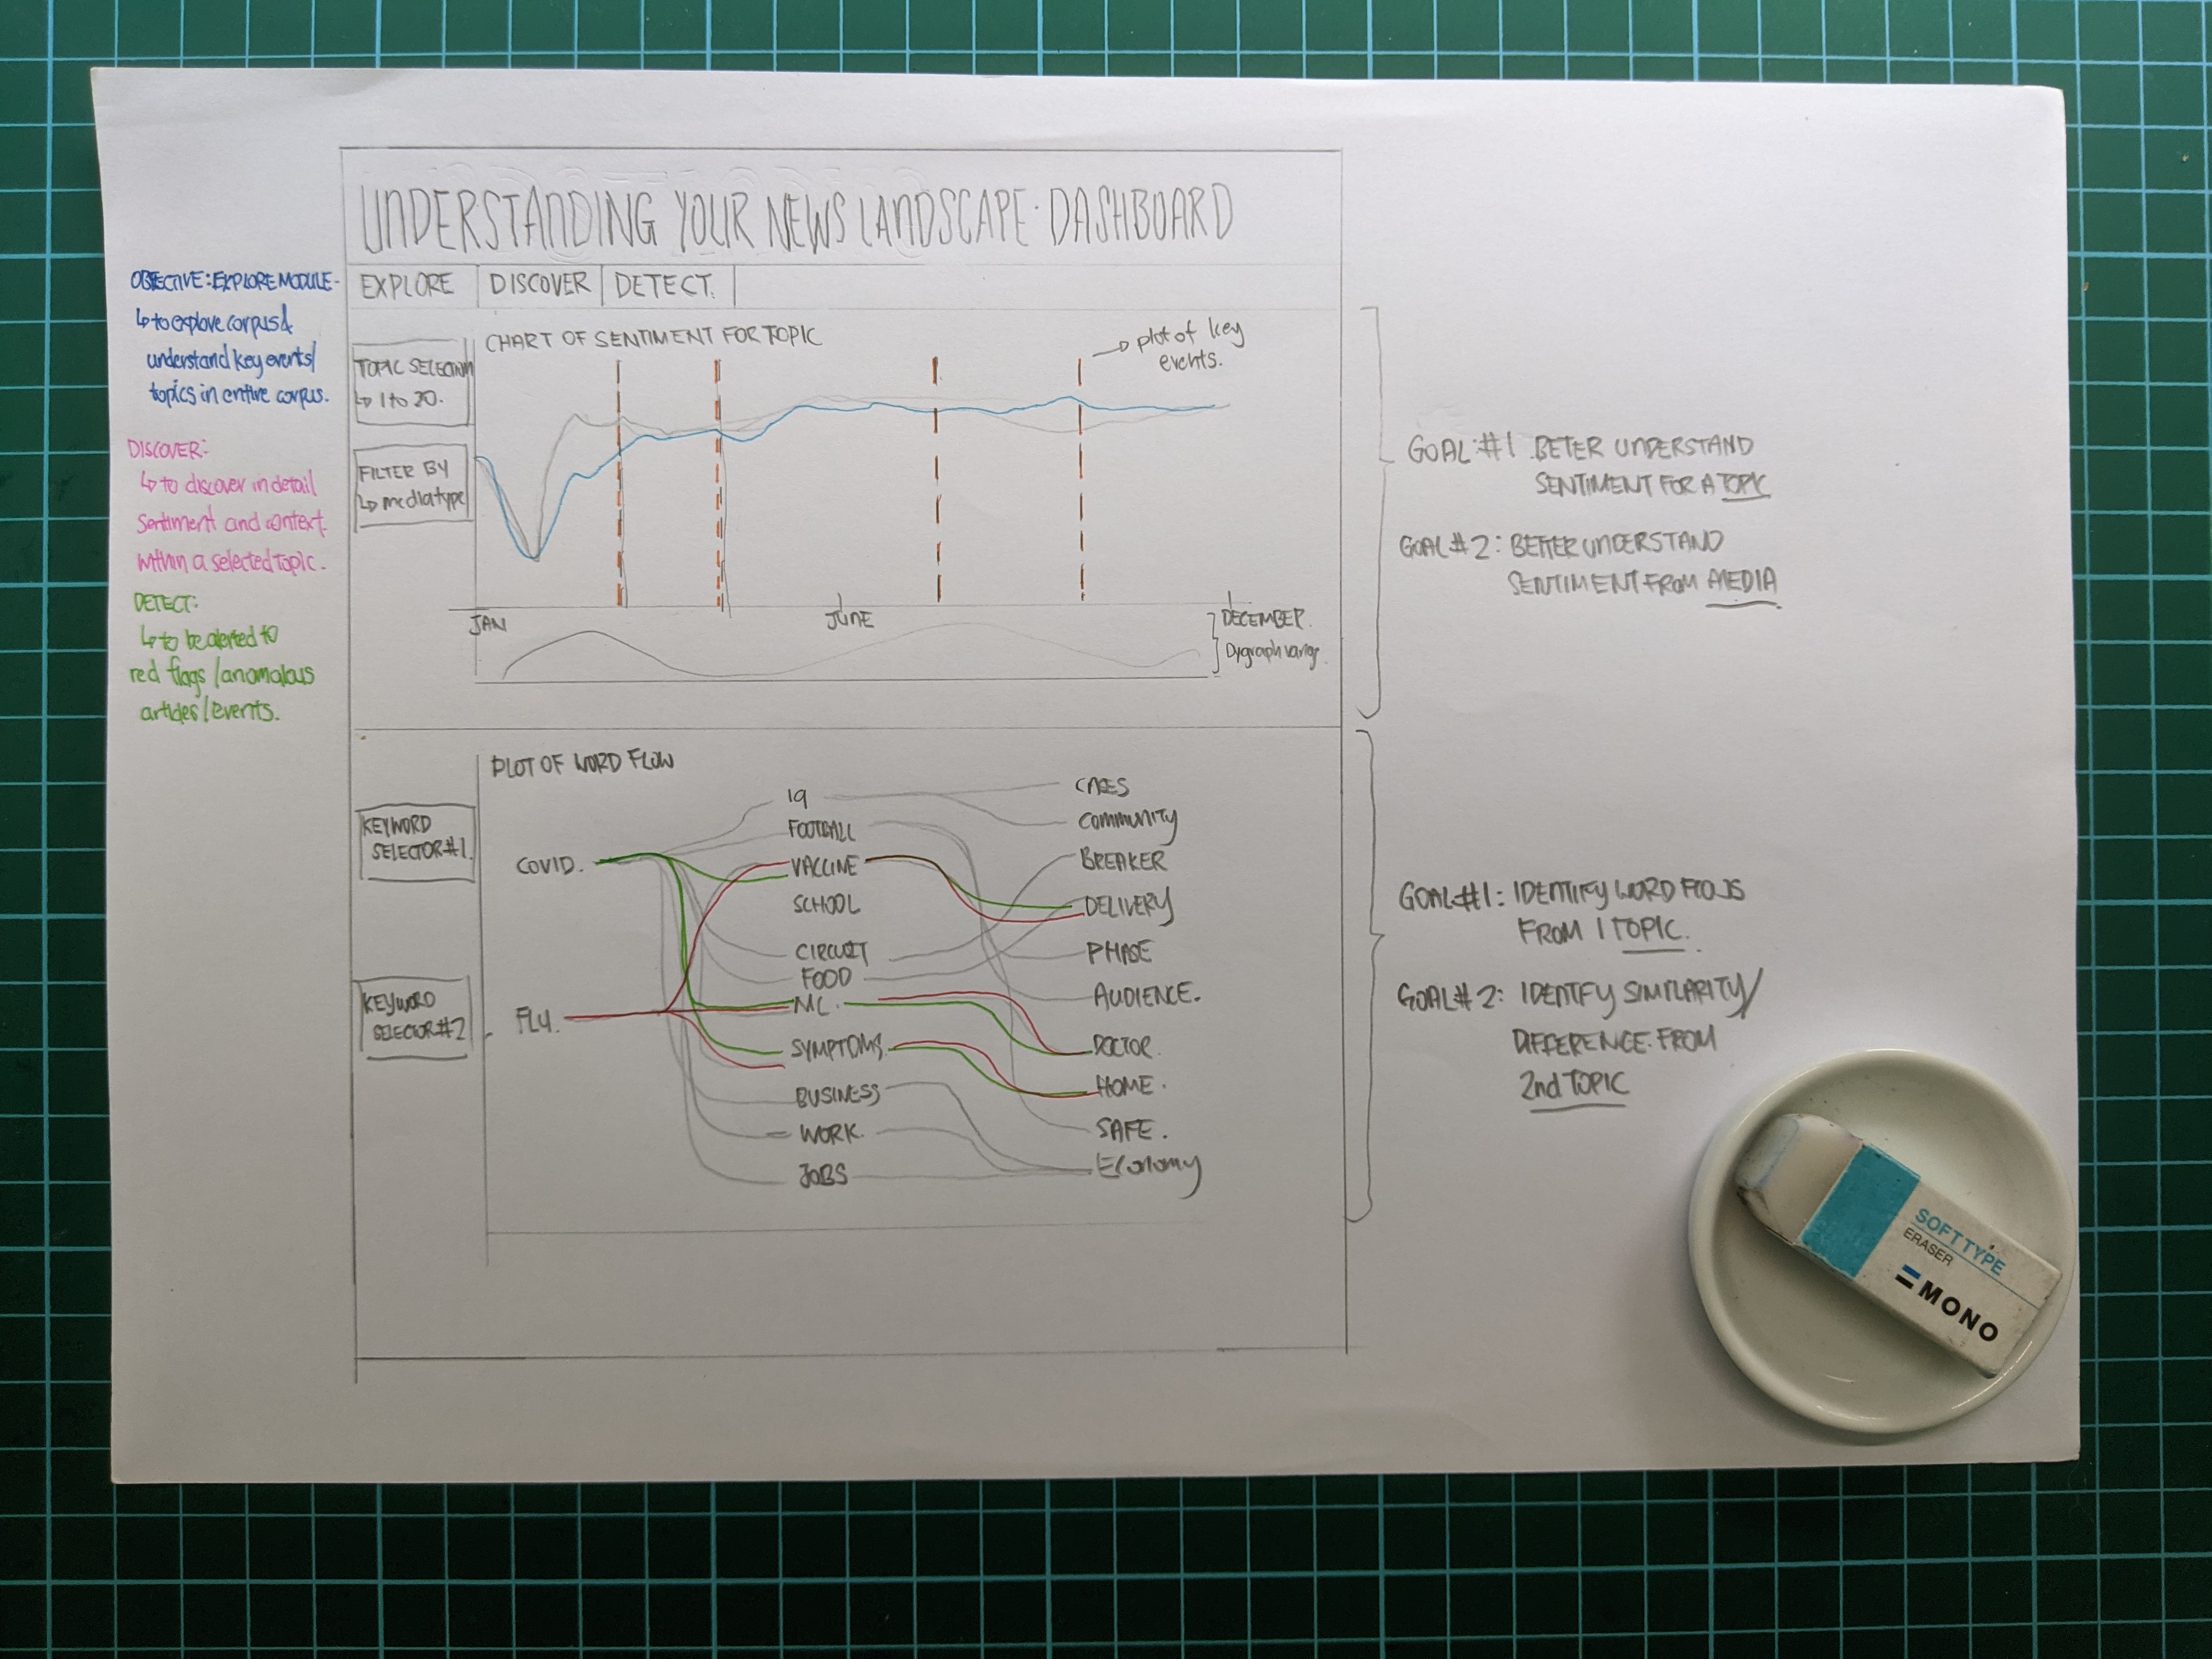 UNDERSTANDING YOUR NEWS LANDSCAPE · DASHBOARD
EXPLORE
DISCOVER
DETECT.
OBJECTIVE: EXPLORE MODULE-
↳ to explore corpus &
understand key events/
topics in entire corpus.
DISCOVER:
↳ to discover in detail
sentiment and context
within a selected topic.
DETECT:
↳ to be alerted to
red flags / anomalous
articles / events.
TOPIC SELECTION
↳ 1 to 20.
FILTER BY
↳ media type
CHART OF SENTIMENT FOR TOPIC
→ plot of key
events.
JAN
JUNE
DECEMBER.
Dygraph
GOAL: #1 BETER UNDERSTAND
SENTIMENT FOR A TOPIC
GOAL #2: BETTER UNDERSTAND
SENTIMENT FROM MEDIA
PLOT OF WORD FLOW
KEYWORD
SELECTOR #1.
KEYWORD
SELECTOR #2
COVID.
FLU.
19
FOOTBALL
VACCINE
SCHOOL
CIRCUIT
FOOD
MC.
SYMPTOMS.
BUSINESS
WORK.
JOBS
CASES
COMMUNITY
BREAKER
DELIVERY
PHASE
AUDIENCE.
DOCTOR.
HOME.
SAFE.
ECONOMY
GOAL #1: IDENTIFY WORD FLOWS
FROM 1 TOPIC.
GOAL #2: IDENTIFY SIMILARITY/
DIFFERENCE FROM
2nd TOPIC
SOFT TYPE
ERASER
MONO